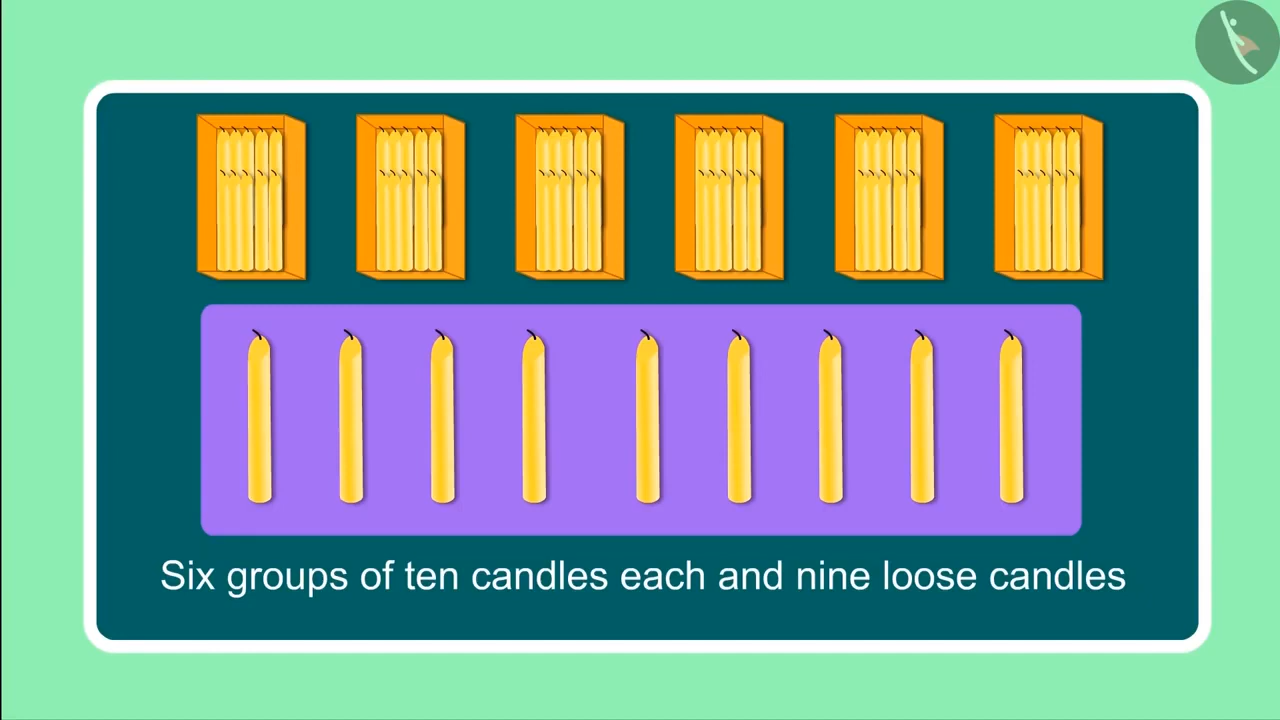 Six groups of ten candles each and nine loose candles